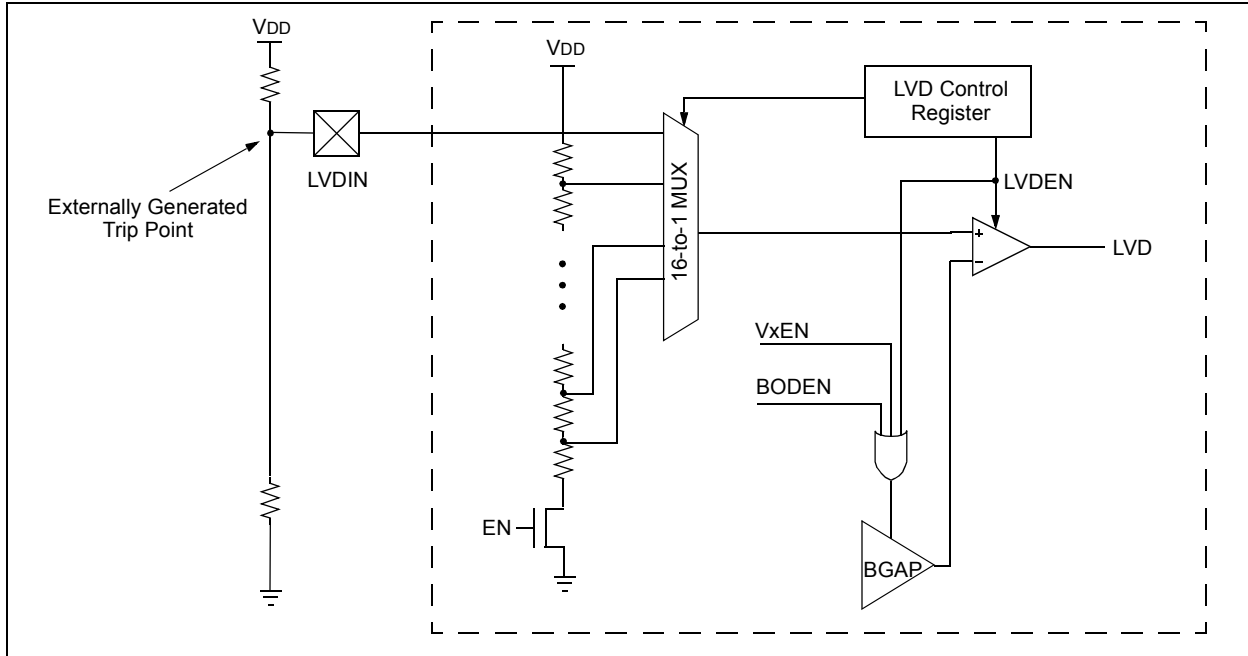 VDD
VDD
LVD Control
Register
LVDIN
16-to-1 MUX
LVDEN
Externally Generated
Trip Point
+
−
LVD
VxEN
BODEN
EN
BGAP